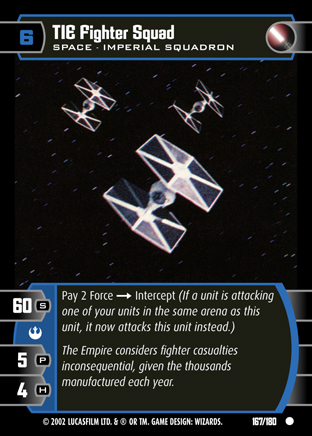 6 TIE Fighter Squad
SPACE - IMPERIAL SQUADRON
60 S
Pay 2 Force → Intercept (If a unit is attacking
one of your units in the same arena as this
unit, it now attacks this unit instead.)
5 P
The Empire considers fighter casualties
inconsequential, given the thousands
manufactured each year.
4 H
© 2002 LUCASFILM LTD. & ® OR TM. GAME DESIGN: WIZARDS. 167/180